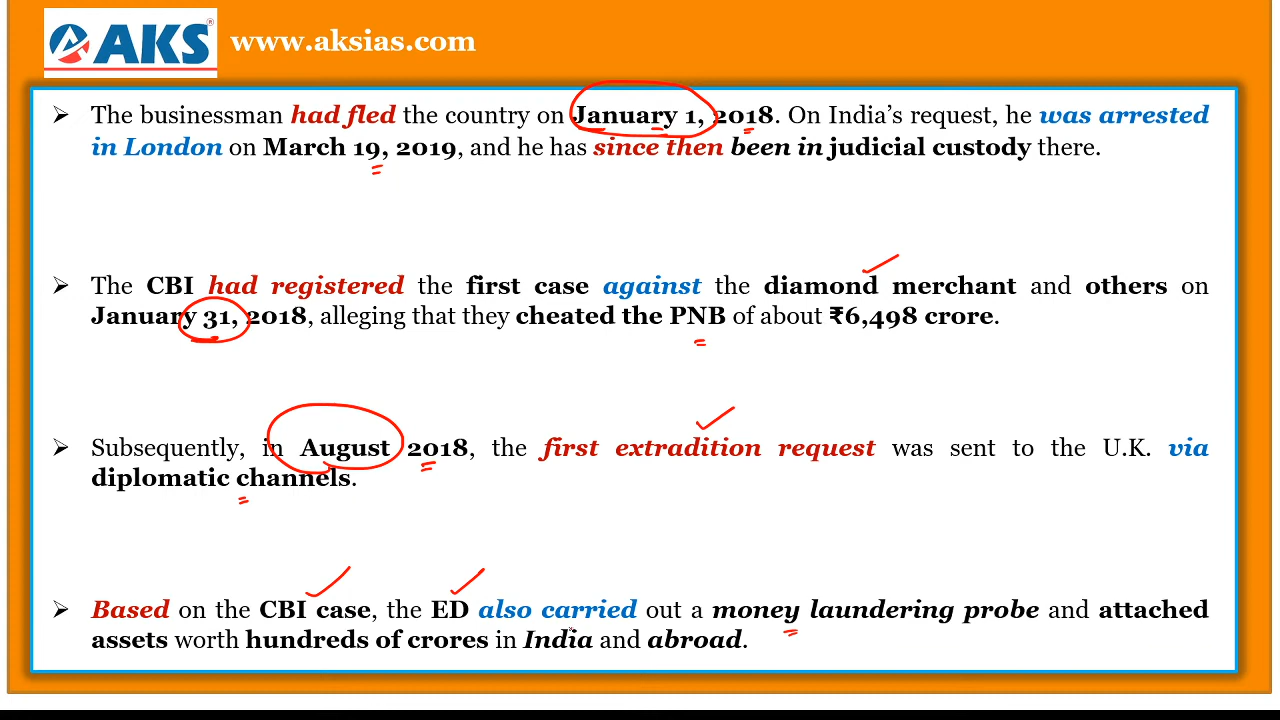 AKS® www.aksias.com
➢ The businessman had fled the country on January 1, 2018. On India’s request, he was arrested
in London on March 19, 2019, and he has since then been in judicial custody there.
➢ The CBI had registered the first case against the diamond merchant and others on
January 31, 2018, alleging that they cheated the PNB of about ₹6,498 crore.
➢ Subsequently, in August 2018, the first extradition request was sent to the U.K. via
diplomatic channels.
➢ Based on the CBI case, the ED also carried out a money laundering probe and attached
assets worth hundreds of crores in India and abroad.